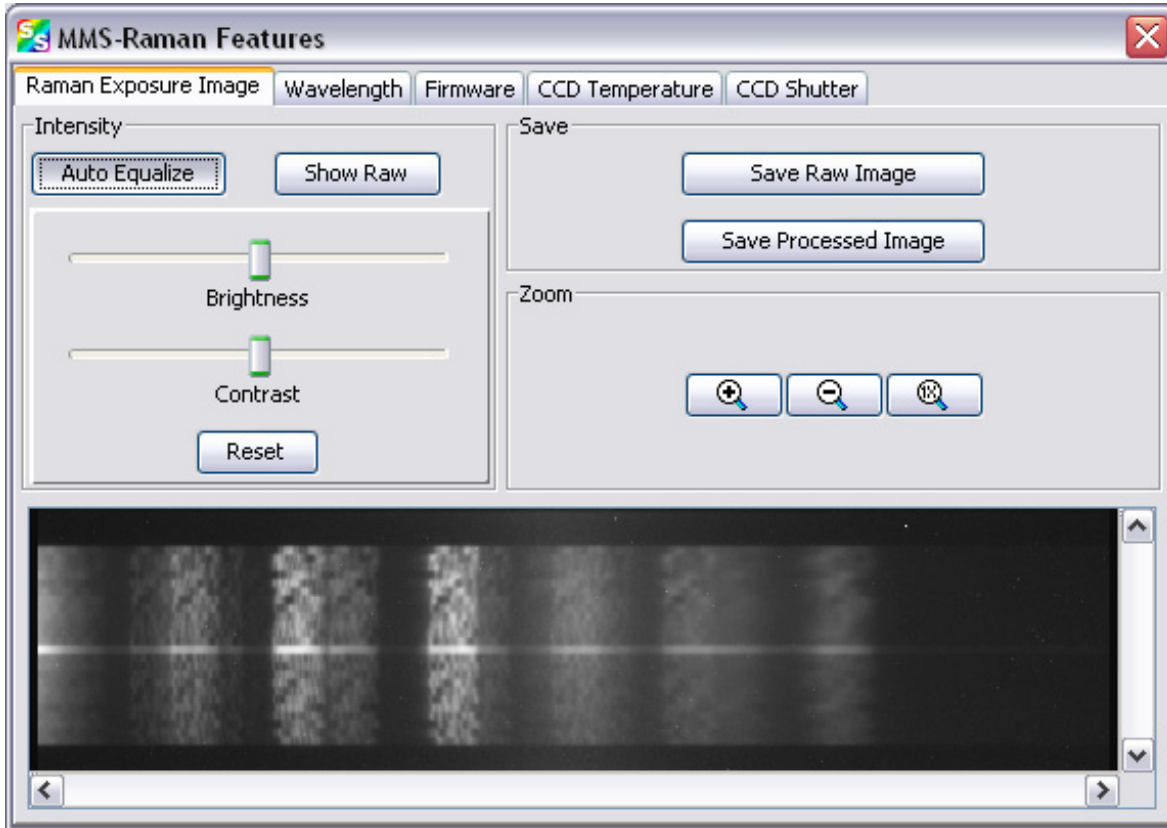 MMS-Raman Features
Raman Exposure Image Wavelength Firmware CCD Temperature CCD Shutter
Intensity
Auto Equalize Show Raw
Brightness
Contrast
Reset
Save
Save Raw Image
Save Processed Image
Zoom
1X